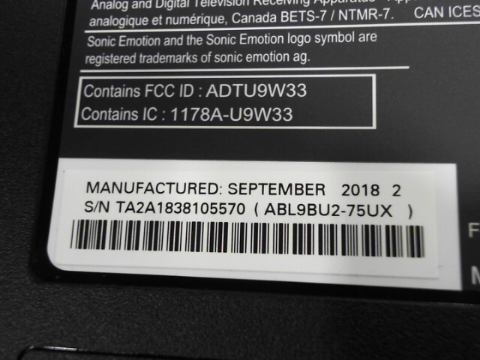 Analog and Digital Television Receiving Apparatus
analogique et numérique, Canada BETS-7 / NTMR-7. CAN ICES
Sonic Emotion and the Sonic Emotion logo symbol are
registered trademarks of sonic emotion ag.
Contains FCC ID : ADTU9W33
Contains IC : 1178A-U9W33
MANUFACTURED: SEPTEMBER 2018 2
S/N TA2A1838105570 ( ABL9BU2-75UX )